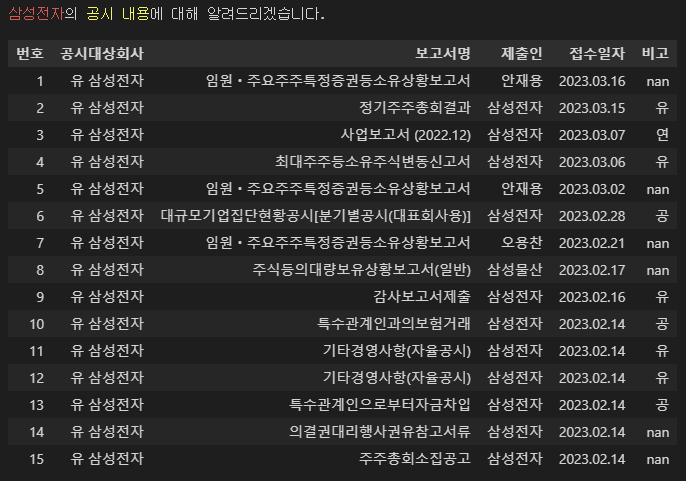 삼성전자의 공시 내용에 대해 알려드리겠습니다.
번호 공시대상회사 보고서명 제출인 접수일자 비고
1 유 삼성전자 임원ㆍ주요주주특정증권등소유상황보고서 안재용 2023.03.16 nan
2 유 삼성전자 정기주주총회결과 삼성전자 2023.03.15 유
3 유 삼성전자 사업보고서 (2022.12) 삼성전자 2023.03.07 연
4 유 삼성전자 최대주주등소유주식변동신고서 삼성전자 2023.03.06 유
5 유 삼성전자 임원ㆍ주요주주특정증권등소유상황보고서 안재용 2023.03.02 nan
6 유 삼성전자 대규모기업집단현황공시[분기별공시(대표회사용)] 삼성전자 2023.02.28 공
7 유 삼성전자 임원ㆍ주요주주특정증권등소유상황보고서 오용찬 2023.02.21 nan
8 유 삼성전자 주식등의대량보유상황보고서(일반) 삼성물산 2023.02.17 nan
9 유 삼성전자 감사보고서제출 삼성전자 2023.02.16 유
10 유 삼성전자 특수관계인과의보험거래 삼성전자 2023.02.14 공
11 유 삼성전자 기타경영사항(자율공시) 삼성전자 2023.02.14 유
12 유 삼성전자 기타경영사항(자율공시) 삼성전자 2023.02.14 유
13 유 삼성전자 특수관계인으로부터자금차입 삼성전자 2023.02.14 공
14 유 삼성전자 의결권대리행사권유참고서류 삼성전자 2023.02.14 nan
15 유 삼성전자 주주총회소집공고 삼성전자 2023.02.14 nan